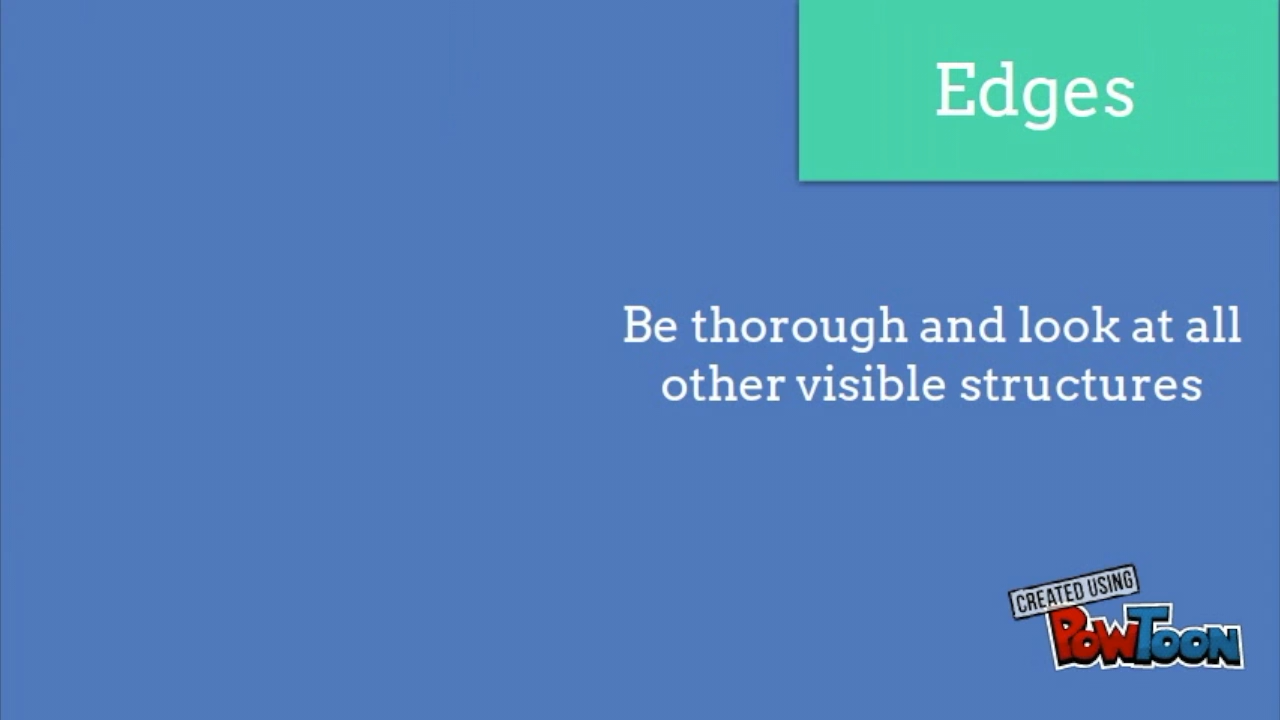 Edges
Be thorough and look at all
other visible structures
CREATED USING
POWTOON